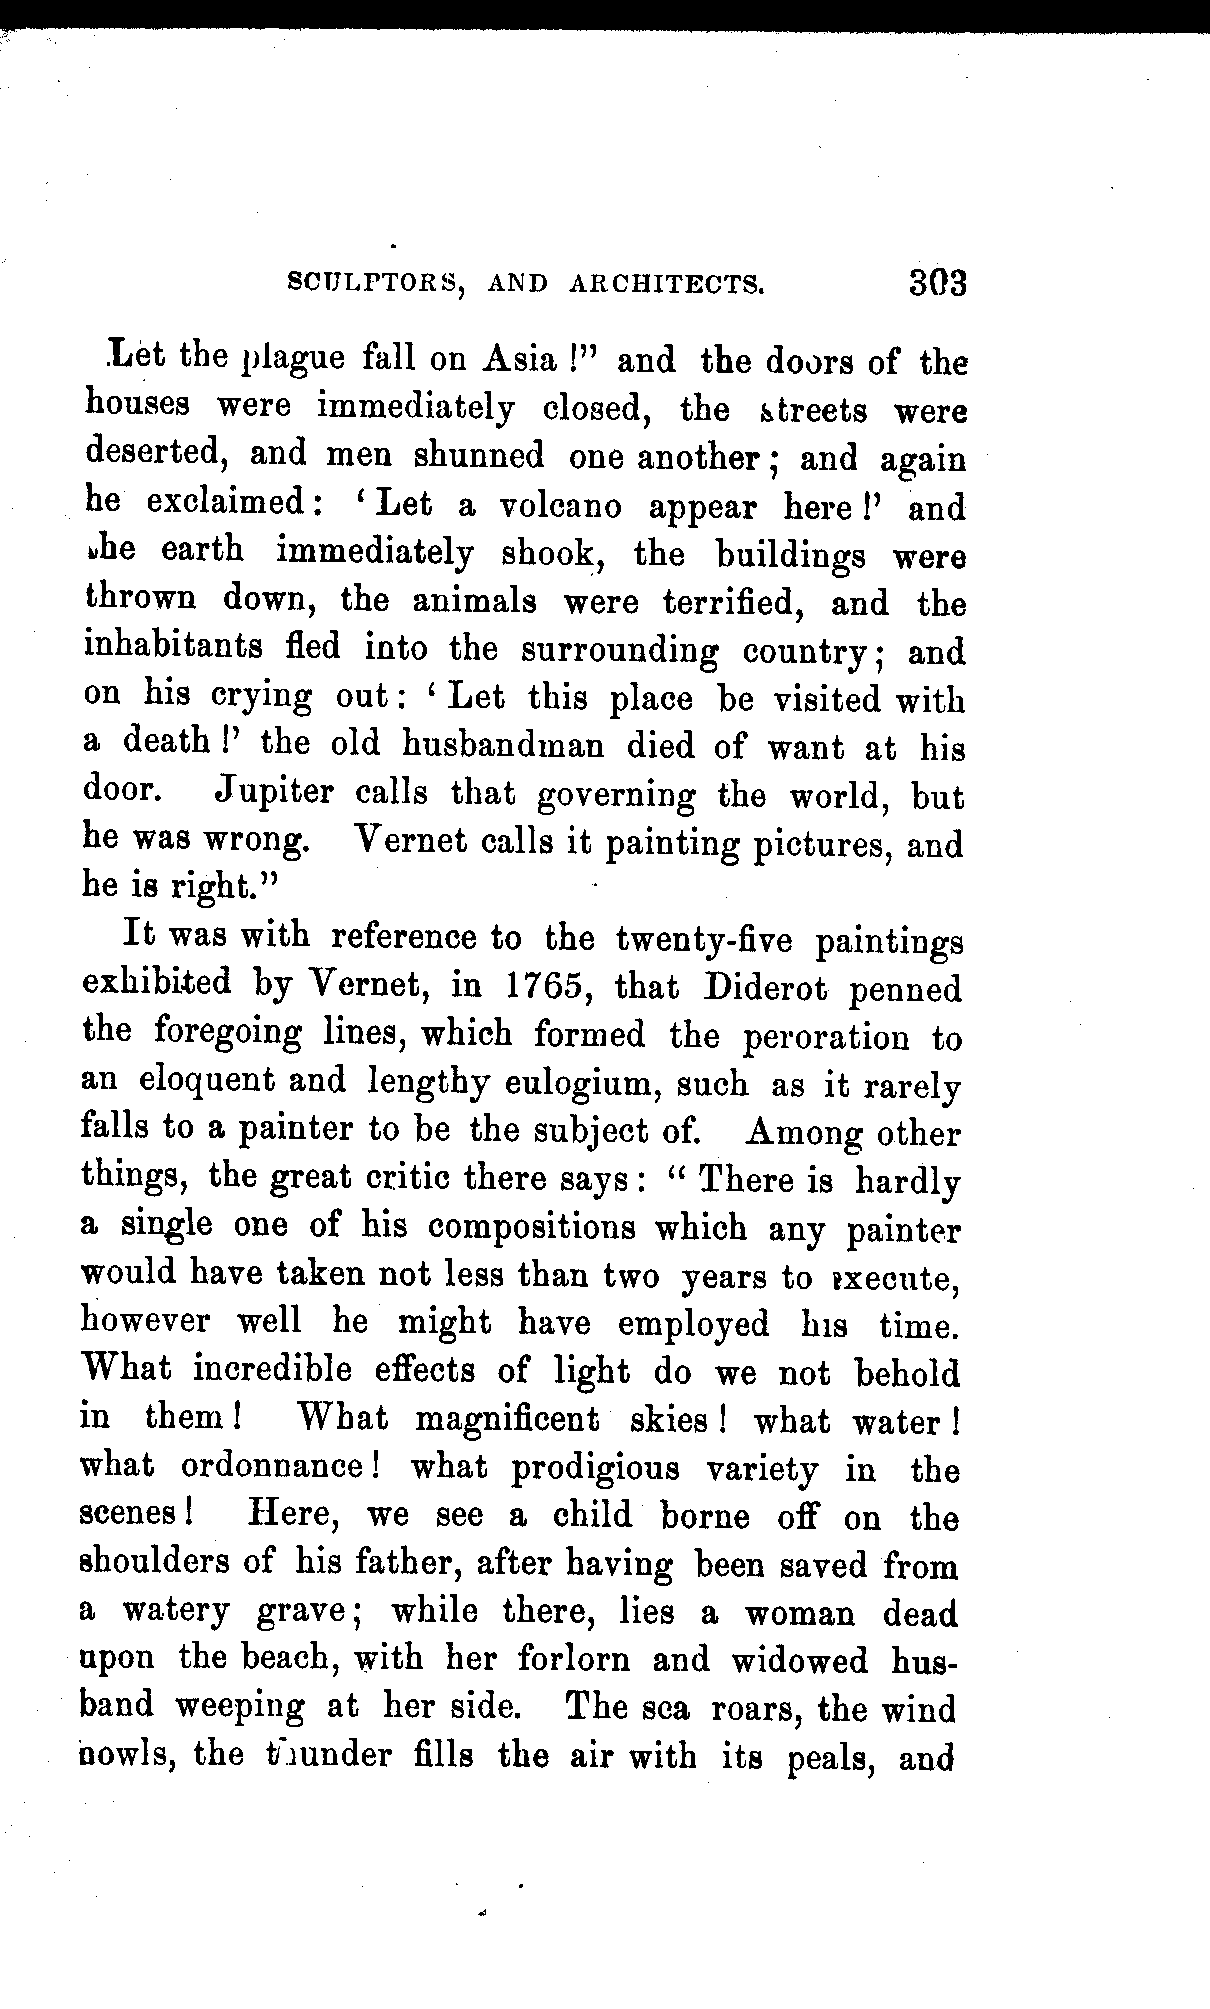 SCULPTORS, AND ARCHITECTS. 303
Let the plague fall on Asia !" and the doors of the
houses were immediately closed, the streets were
deserted, and men shunned one another ; and again
he exclaimed : ‘ Let a volcano appear here !’ and
the earth immediately shook, the buildings were
thrown down, the animals were terrified, and the
inhabitants fled into the surrounding country ; and
on his crying out : ‘ Let this place be visited with
a death !’ the old husbandman died of want at his
door. Jupiter calls that governing the world, but
he was wrong. Vernet calls it painting pictures, and
he is right."
It was with reference to the twenty-five paintings
exhibited by Vernet, in 1765, that Diderot penned
the foregoing lines, which formed the peroration to
an eloquent and lengthy eulogium, such as it rarely
falls to a painter to be the subject of. Among other
things, the great critic there says : " There is hardly
a single one of his compositions which any painter
would have taken not less than two years to execute,
however well he might have employed his time.
What incredible effects of light do we not behold
in them ! What magnificent skies ! what water !
what ordonnance ! what prodigious variety in the
scenes ! Here, we see a child borne off on the
shoulders of his father, after having been saved from
a watery grave ; while there, lies a woman dead
upon the beach, with her forlorn and widowed hus-
band weeping at her side. The sea roars, the wind
howls, the thunder fills the air with its peals, and